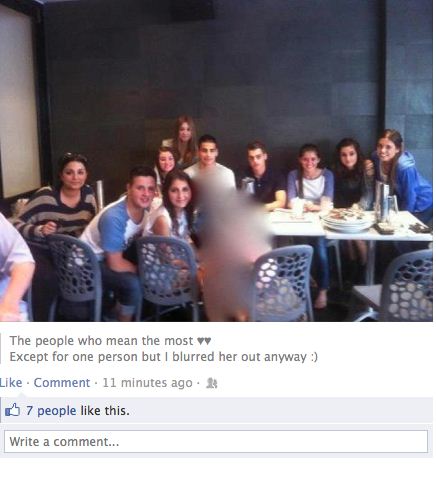 The people who mean the most ♥♥
Except for one person but I blurred her out anyway :)
Like · Comment · 11 minutes ago ·
7 people like this.
Write a comment...